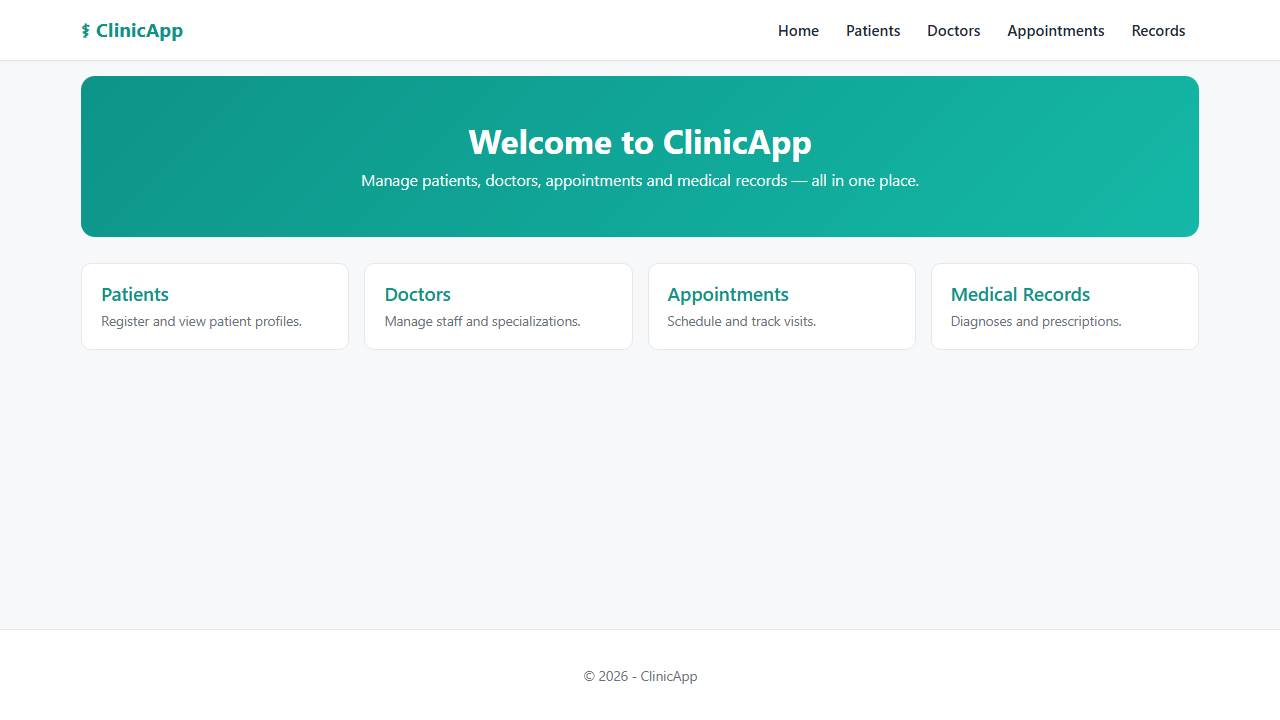 ⚕ ClinicApp
Home Patients Doctors Appointments Records
Welcome to ClinicApp
Manage patients, doctors, appointments and medical records — all in one place.
Patients
Register and view patient profiles.
Doctors
Manage staff and specializations.
Appointments
Schedule and track visits.
Medical Records
Diagnoses and prescriptions.
© 2026 - ClinicApp